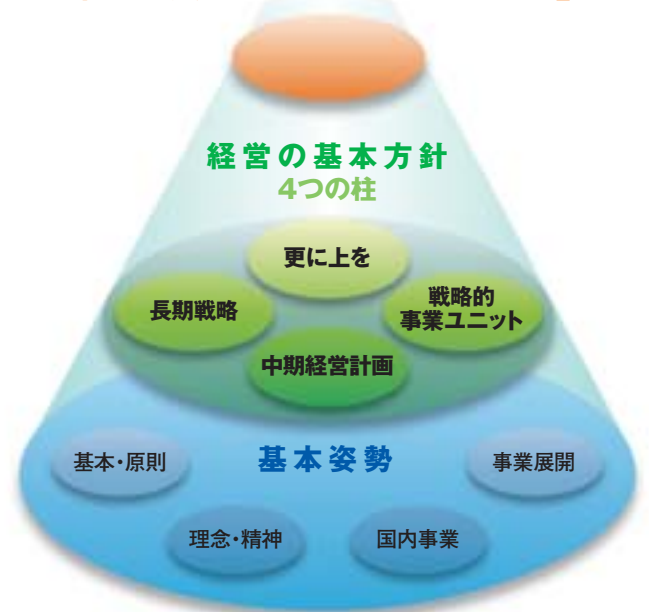 経営の基本方針
4つの柱
更に上を
長期戦略
戦略的
事業ユニット
中期経営計画
基本・原則
基本姿勢
事業展開
理念・精神
国内事業